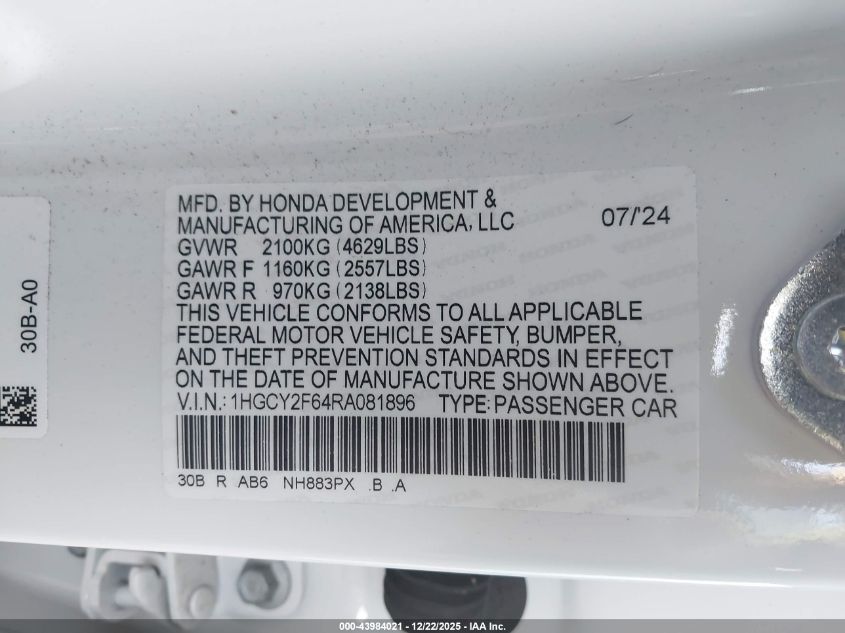 MFD. BY HONDA DEVELOPMENT &
MANUFACTURING OF AMERICA, LLC 07/'24
GVWR 2100KG (4629LBS)
GAWR F 1160KG (2557LBS)
GAWR R 970KG (2138LBS)
THIS VEHICLE CONFORMS TO ALL APPLICABLE
FEDERAL MOTOR VEHICLE SAFETY, BUMPER,
AND THEFT PREVENTION STANDARDS IN EFFECT
ON THE DATE OF MANUFACTURE SHOWN ABOVE.
V.I.N.: 1HGCY2F64RA081896 TYPE: PASSENGER CAR
30B R AB6 NH883PX .B .A
30B-A0
000-43984021 - 12/22/2025 - IAA Inc.